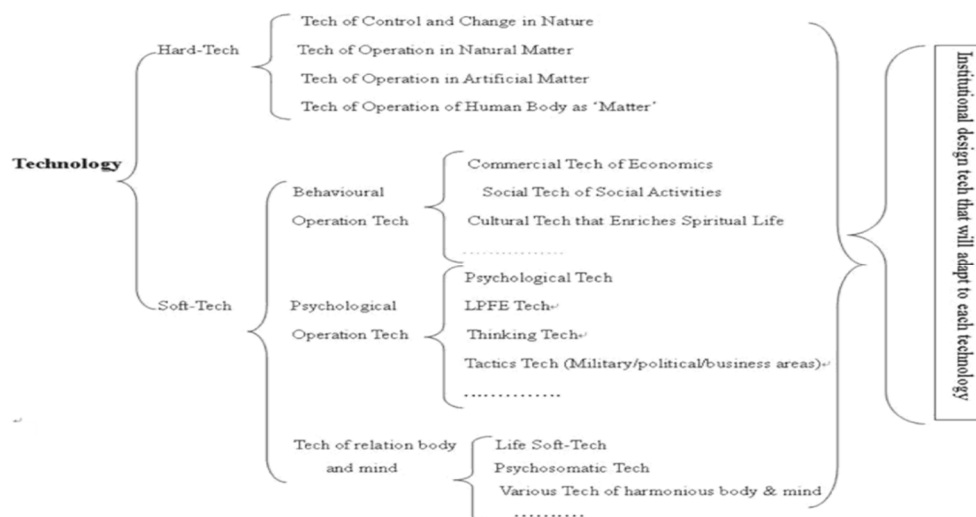 Tech of Control and Change in Nature
Hard-Tech
Tech of Operation in Natural Matter
Tech of Operation in Artificial Matter
Tech of Operation of Human Body as ‘Matter’
Technology
Commercial Tech of Economics
Behavioural
Social Tech of Social Activities
Operation Tech
Cultural Tech that Enriches Spiritual Life
............
Psychological Tech
Soft-Tech
Psychological
LPFE Tech
Operation Tech
Thinking Tech
Tactics Tech (Military/political/business areas)
............
Tech of relation body
and mind
Life Soft-Tech
Psychosomatic Tech
Various Tech of harmonious body & mind
..........
Institutional design tech that will adapt to each technology